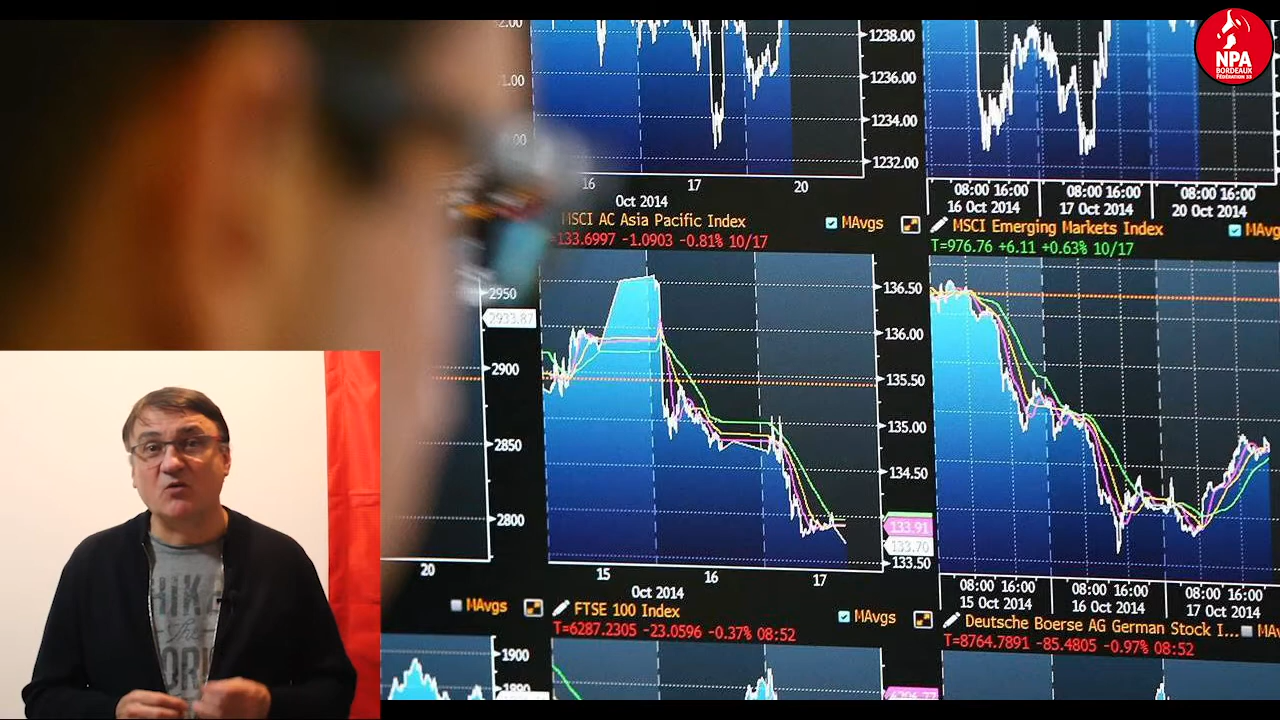 NPA
BORDEAUX
FÉDÉRATION 33
1238.00
1236.00
1234.00
1232.00
16 17 20
Oct 2014
08:00 16:00 08:00 16:00 08:00 16:00
16 Oct 2014 17 Oct 2014 20 Oct 2014
MSCI AC Asia Pacific Index
MAvgs
133.6997 -1.0903 -0.81% 10/17
MSCI Emerging Markets Index
T=976.76 +6.11 +0.63% 10/17
2950
2933.87
2900
2850
2800
20
136.50
136.00
135.50
135.00
134.50
133.91
133.70
133.50
15 16 17
Oct 2014
08:00 16:00 08:00 16:00 08:00 16:00
15 Oct 2014 16 Oct 2014 17 Oct 2014
MAvgs
FTSE 100 Index
MAvgs
T=6287.2305 -23.0596 -0.37% 08:52
Deutsche Boerse AG German Stock I...
T=8764.7891 -85.4805 -0.97% 08:52
1900
1890